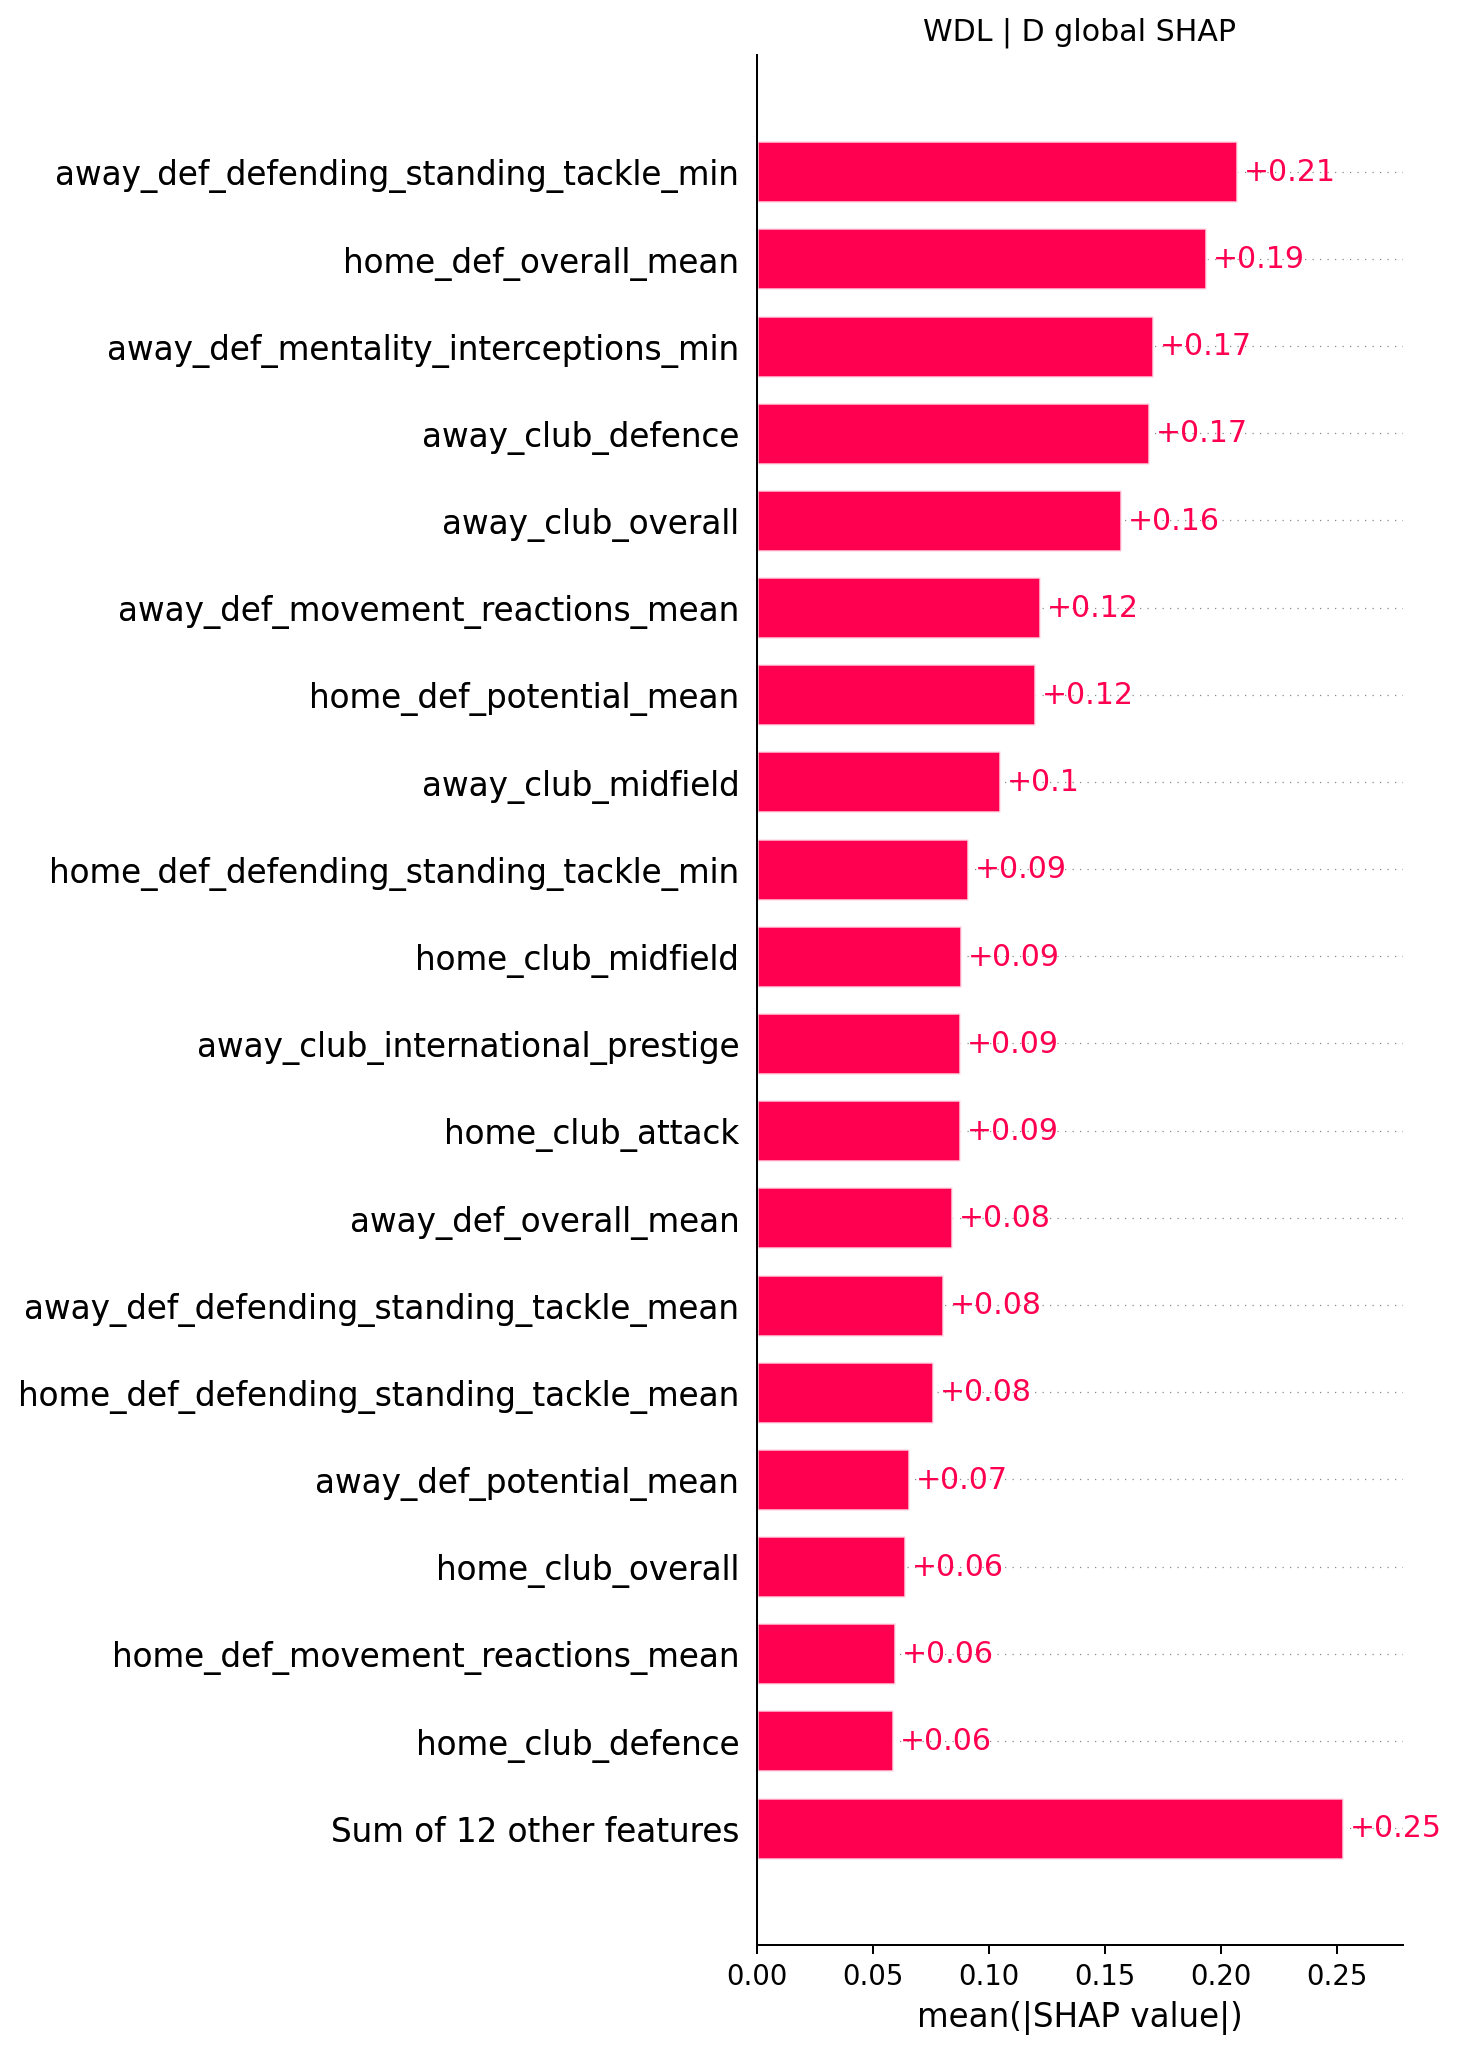 WDL | D global SHAP
away_def_defending_standing_tackle_min +0.21
home_def_overall_mean +0.19
away_def_mentality_interceptions_min +0.17
away_club_defence +0.17
away_club_overall +0.16
away_def_movement_reactions_mean +0.12
home_def_potential_mean +0.12
away_club_midfield +0.1
home_def_defending_standing_tackle_min +0.09
home_club_midfield +0.09
away_club_international_prestige +0.09
home_club_attack +0.09
away_def_overall_mean +0.08
away_def_defending_standing_tackle_mean +0.08
home_def_defending_standing_tackle_mean +0.08
away_def_potential_mean +0.07
home_club_overall +0.06
home_def_movement_reactions_mean +0.06
home_club_defence +0.06
Sum of 12 other features +0.25
0.00 0.05 0.10 0.15 0.20 0.25
mean(|SHAP value|)